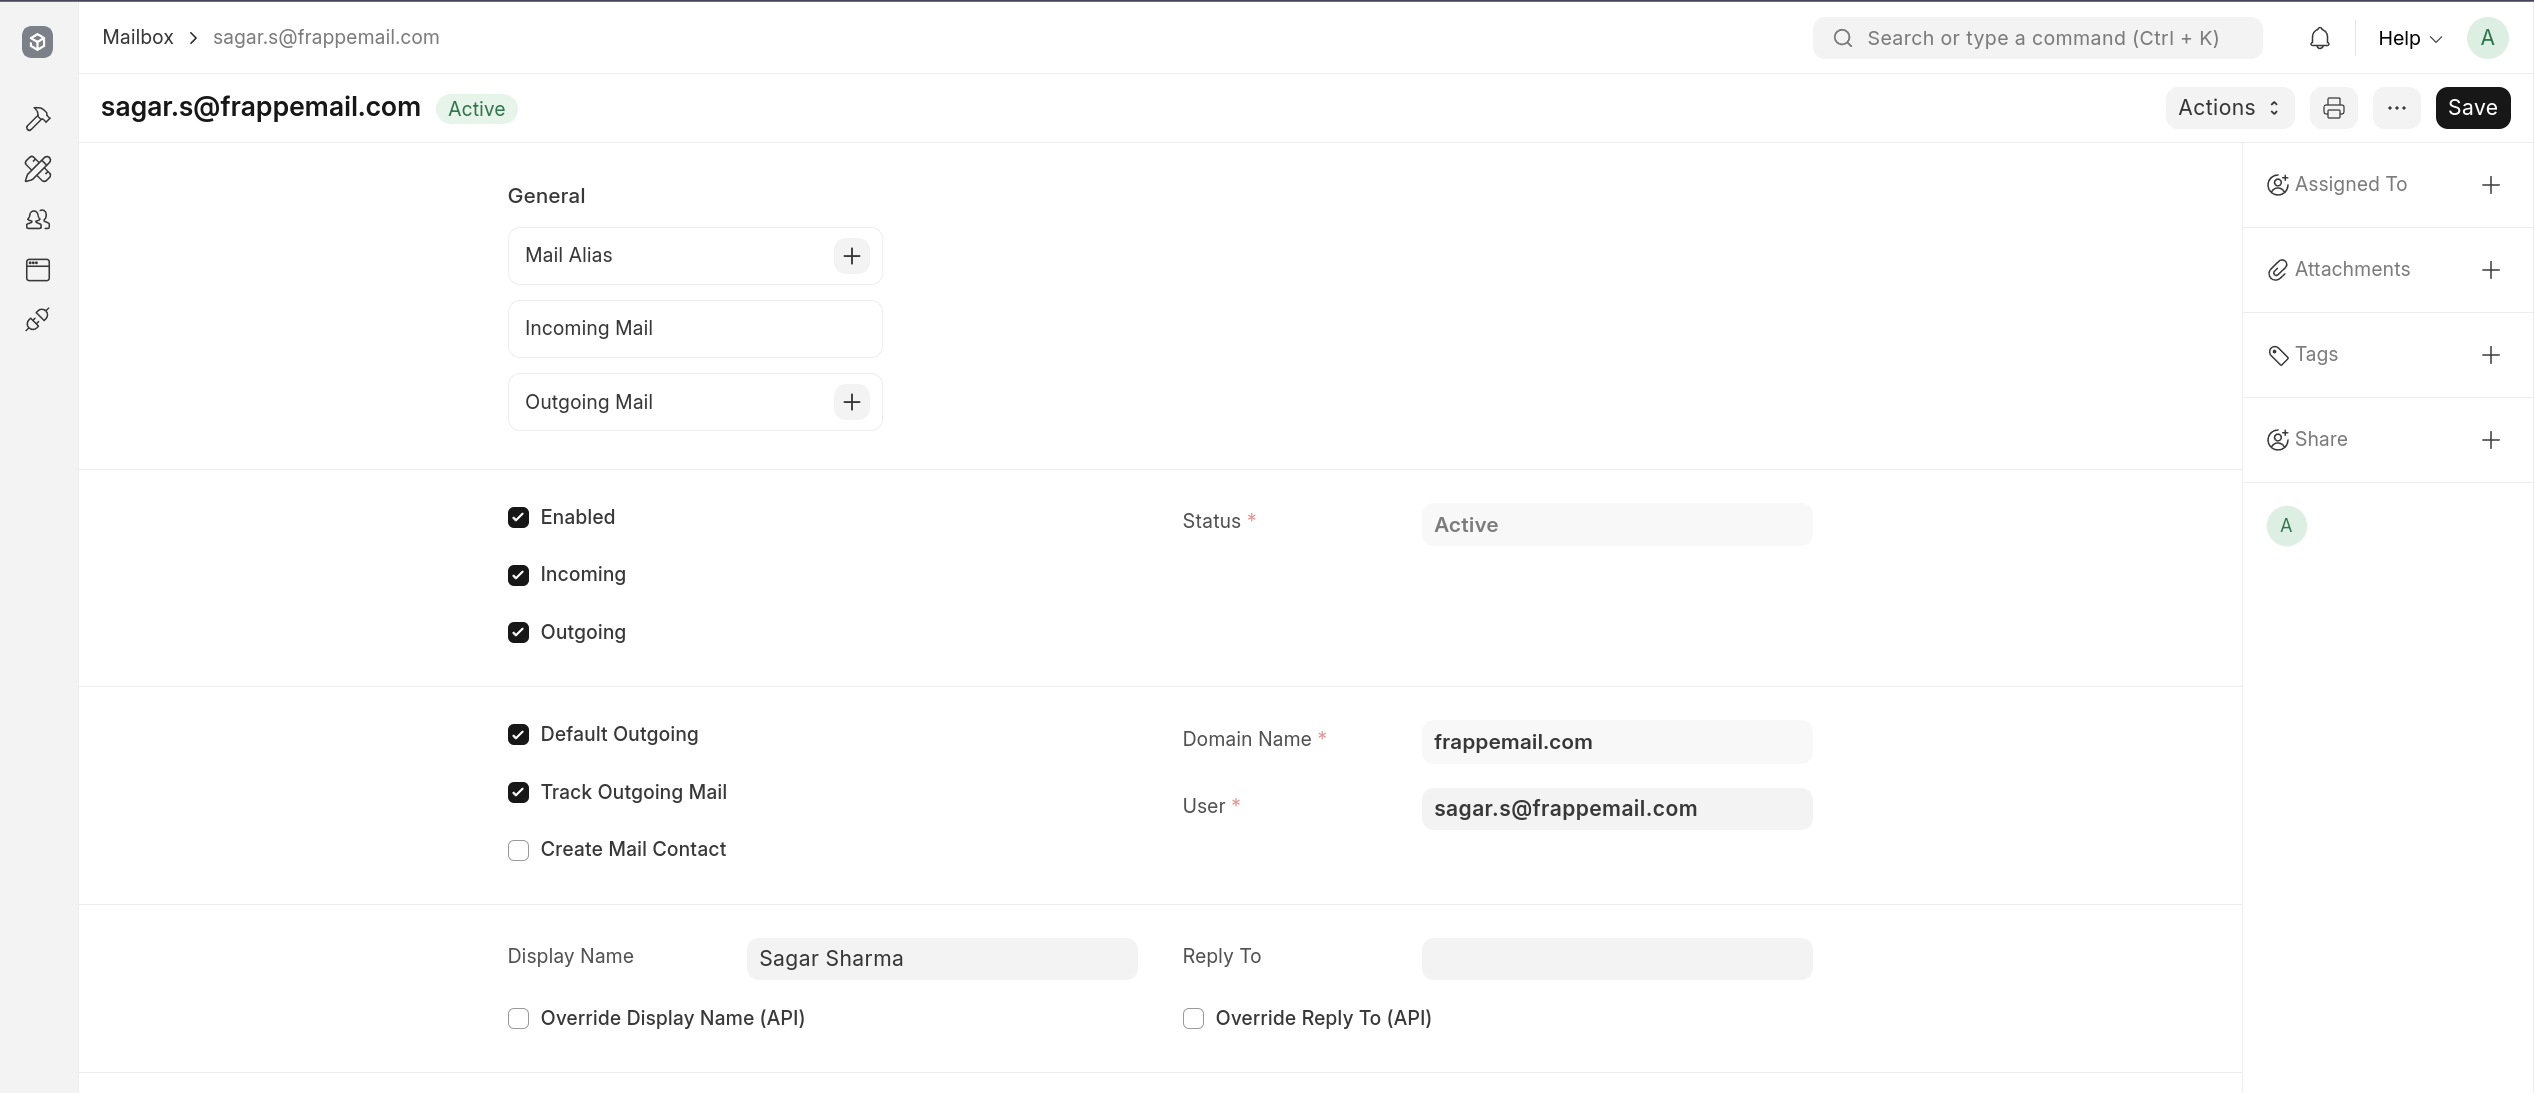 Mailbox > sagar.s@frappemail.com
Search or type a command (Ctrl + K)
Help
A
sagar.s@frappemail.com
Active
Actions
...
Save
General
Mail Alias
Incoming Mail
Outgoing Mail
Assigned To
Attachments
Tags
Share
A
Enabled
Incoming
Outgoing
Status *
Active
Default Outgoing
Track Outgoing Mail
Create Mail Contact
Domain Name *
frappemail.com
User *
sagar.s@frappemail.com
Display Name
Sagar Sharma
Override Display Name (API)
Reply To
Override Reply To (API)